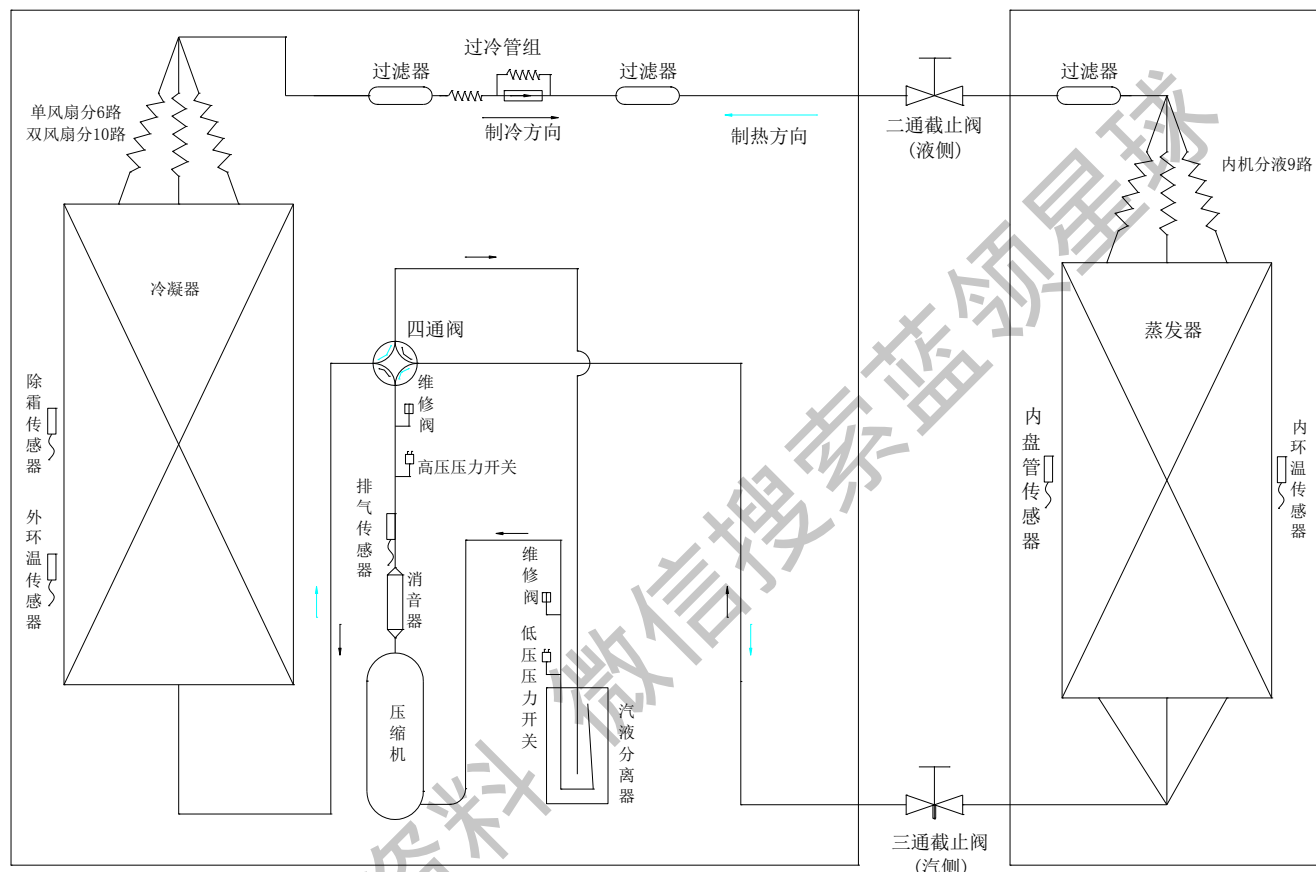 过冷管组
过滤器
过滤器
过滤器
单风扇分6路
双风扇分10路
制冷方向
制热方向
二通截止阀
(液侧)
内机分液9路
冷凝器
四通阀
蒸发器
除霜传感器
维修阀
内盘管传感器
内环温传感器
高压压力开关
排气传感器
外环温传感器
消音器
维修阀
低压压力开关
压缩机
汽液分离器
三通截止阀
(汽侧)
资料 微信搜索蓝领星球